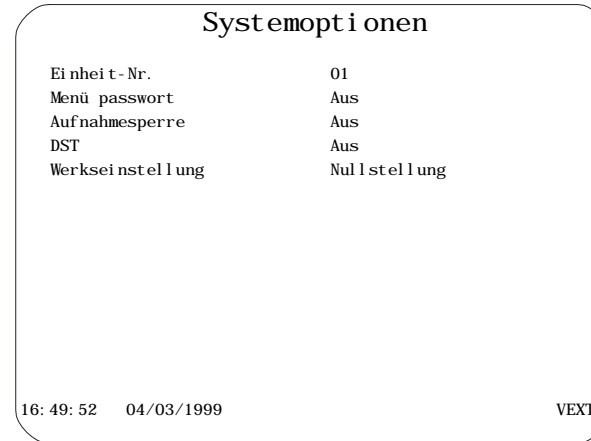 Systemoptionen
Einheit-Nr. 01
Menü passwort Aus
Aufnahmesperre Aus
DST Aus
Werkseinstellung Nullstellung
16:49:52 04/03/1999 VEXT